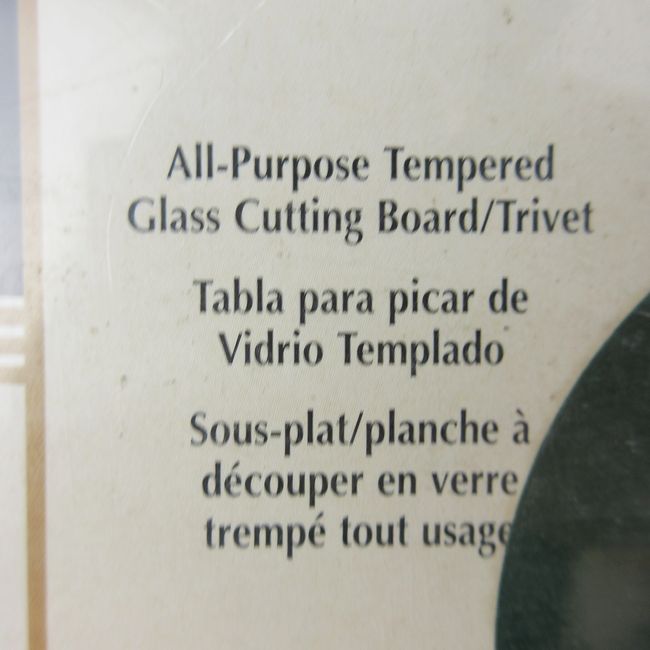 All-Purpose Tempered
Glass Cutting Board/Trivet
Tabla para picar de
Vidrio Templado
Sous-plat/planche à
découper en verre
trempé tout usage